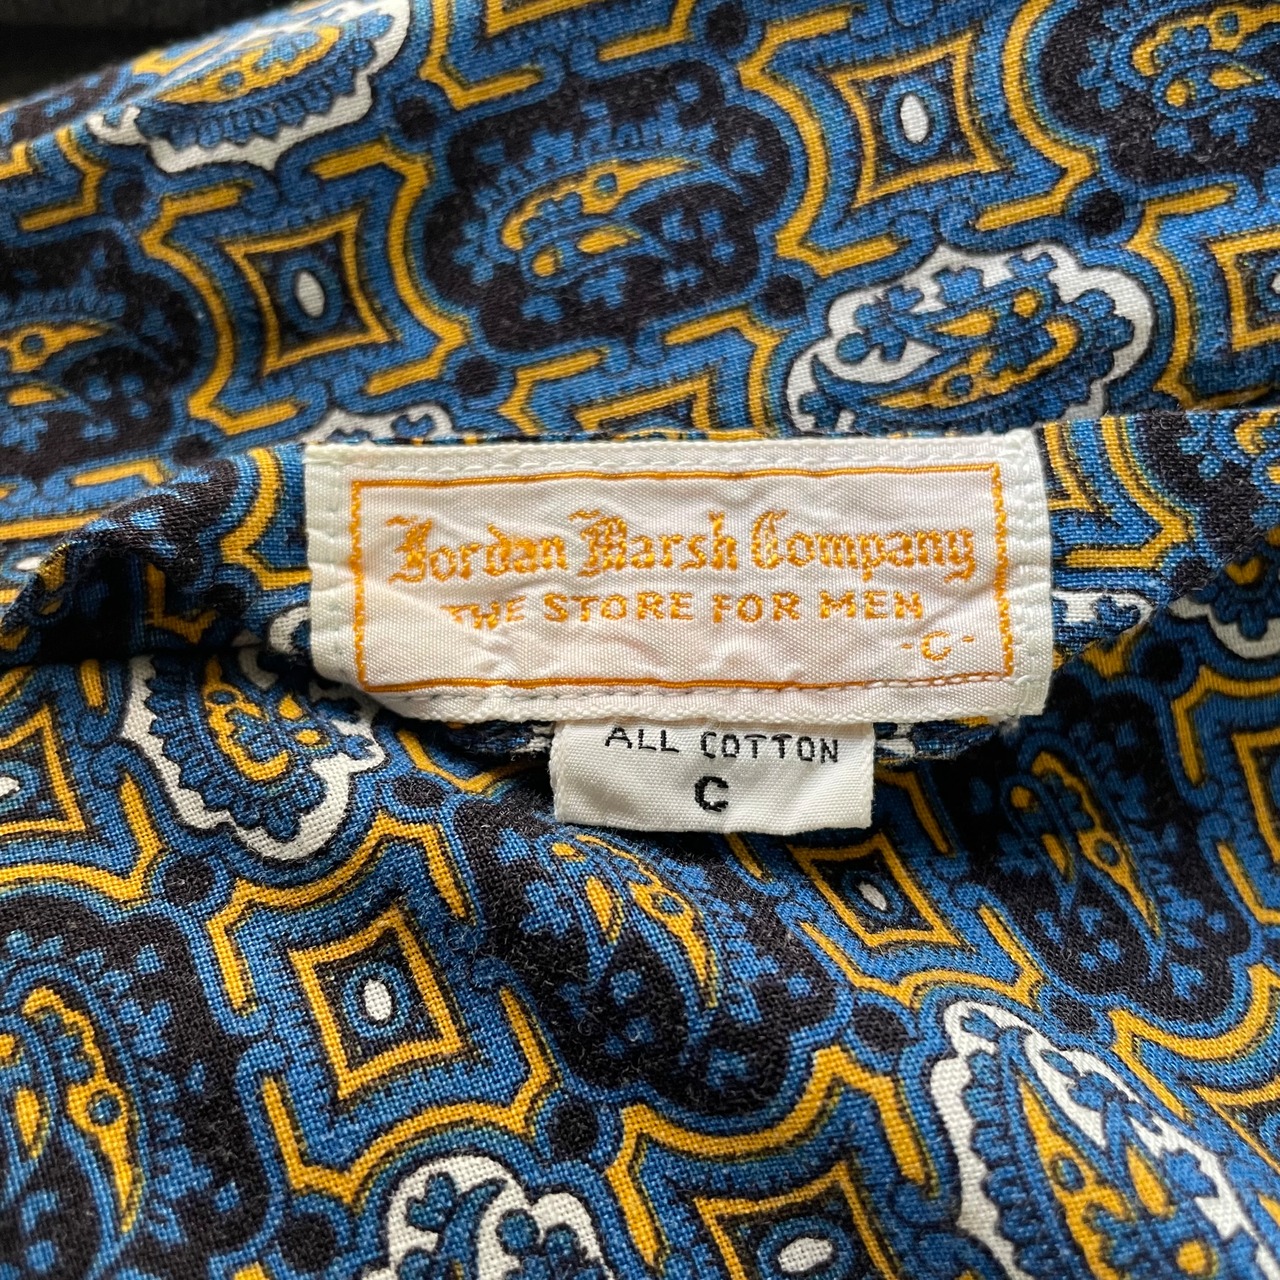 Jordan Marsh Company
THE STORE FOR MEN
-C-
ALL COTTON
C